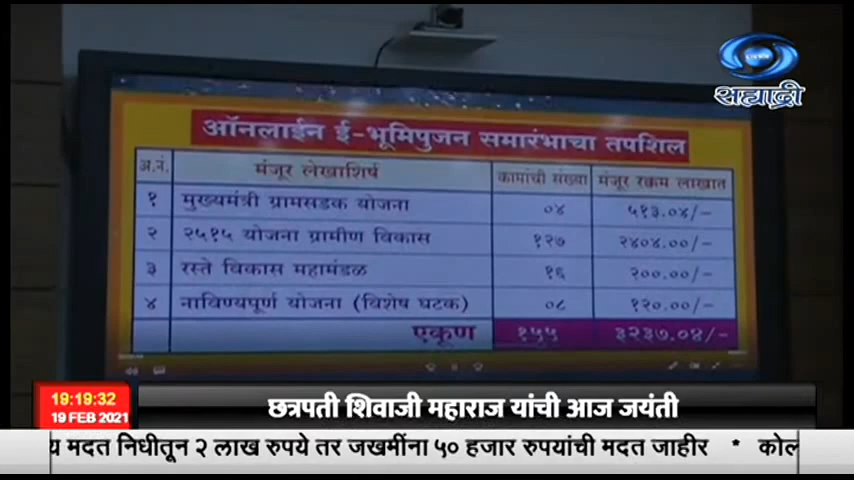 सह्याद्री
ऑनलाईन ई-भूमिपुजन समारंभाचा तपशिल
अ.नं. मंजूर लेखाशिर्ष कामांची संख्या मंजूर रक्कम लाखात
१ मुख्यमंत्री ग्रामसडक योजना ०४ ५१३.०४/-
२ २५१५ योजना ग्रामीण विकास १२७ २४०४.००/-
३ रस्ते विकास महामंडळ १६ २००.००/-
४ नाविण्यपूर्ण योजना (विशेष घटक) ०८ १२०.००/-
एकूण १५५ ३२३७.०४/-
19:19:32
19 FEB 2021
छत्रपती शिवाजी महाराज यांची आज जयंती
मदत निधीतून २ लाख रुपये तर जखमींना ५० हजार रुपयांची मदत जाहीर * कोल